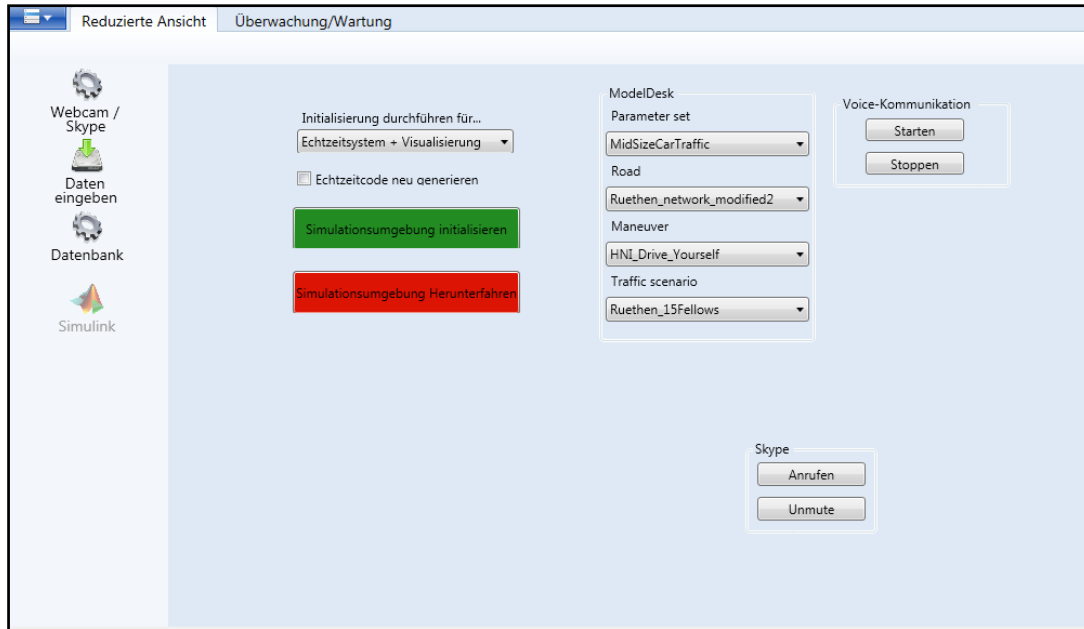 Reduzierte Ansicht
Überwachung/Wartung
Webcam /
Skype
Daten
eingeben
Datenbank
Simulink
Initialisierung durchführen für...
Echtzeitsystem + Visualisierung
Echtzeitcode neu generieren
Simulationsumgebung initialisieren
Simulationsumgebung Herunterfahren
ModelDesk
Parameter set
MidSizeCarTraffic
Road
Ruethen_network_modified2
Maneuver
HNI_Drive_Yourself
Traffic scenario
Ruethen_15Fellows
Voice-Kommunikation
Starten
Stoppen
Skype
Anrufen
Unmute